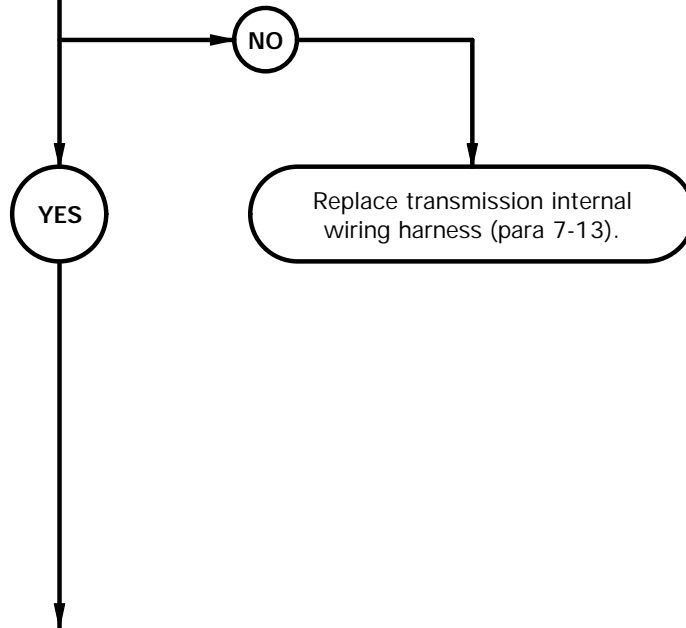 NO
YES
Replace transmission internal
wiring harness (para 7-13).